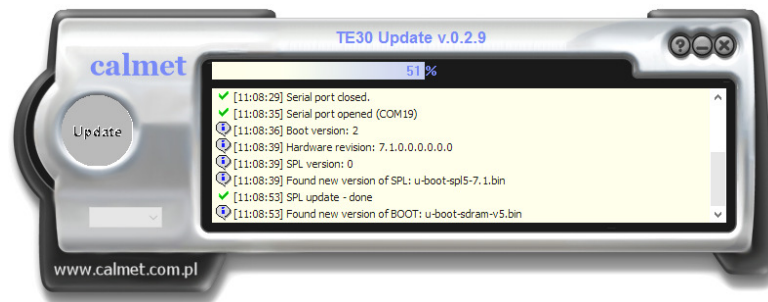 TE30 Update v.0.2.9
calmet
51 %
Update
[11:08:29] Serial port closed.
[11:08:35] Serial port opened (COM19)
[11:08:36] Boot version: 2
[11:08:39] Hardware revision: 7.1.0.0.0.0.0.0
[11:08:39] SPL version: 0
[11:08:39] Found new version of SPL: u-boot-spl5-7.1.bin
[11:08:53] SPL update - done
[11:08:53] Found new version of BOOT: u-boot-sdram-v5.bin
www.calmet.com.pl